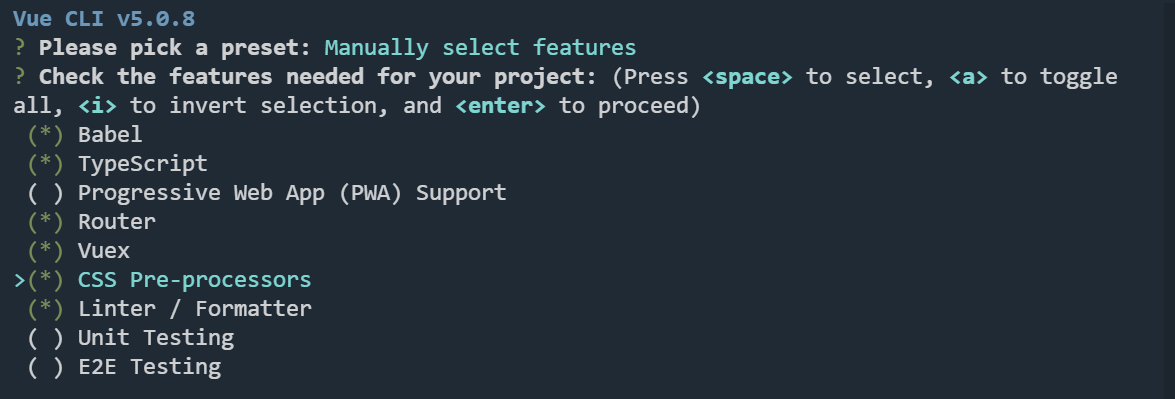 Vue CLI v5.0.8
? Please pick a preset: Manually select features
? Check the features needed for your project: (Press <space> to select, <a> to toggle
all, <i> to invert selection, and <enter> to proceed)
(*) Babel
(*) TypeScript
( ) Progressive Web App (PWA) Support
(*) Router
(*) Vuex
>(*) CSS Pre-processors
(*) Linter / Formatter
( ) Unit Testing
( ) E2E Testing